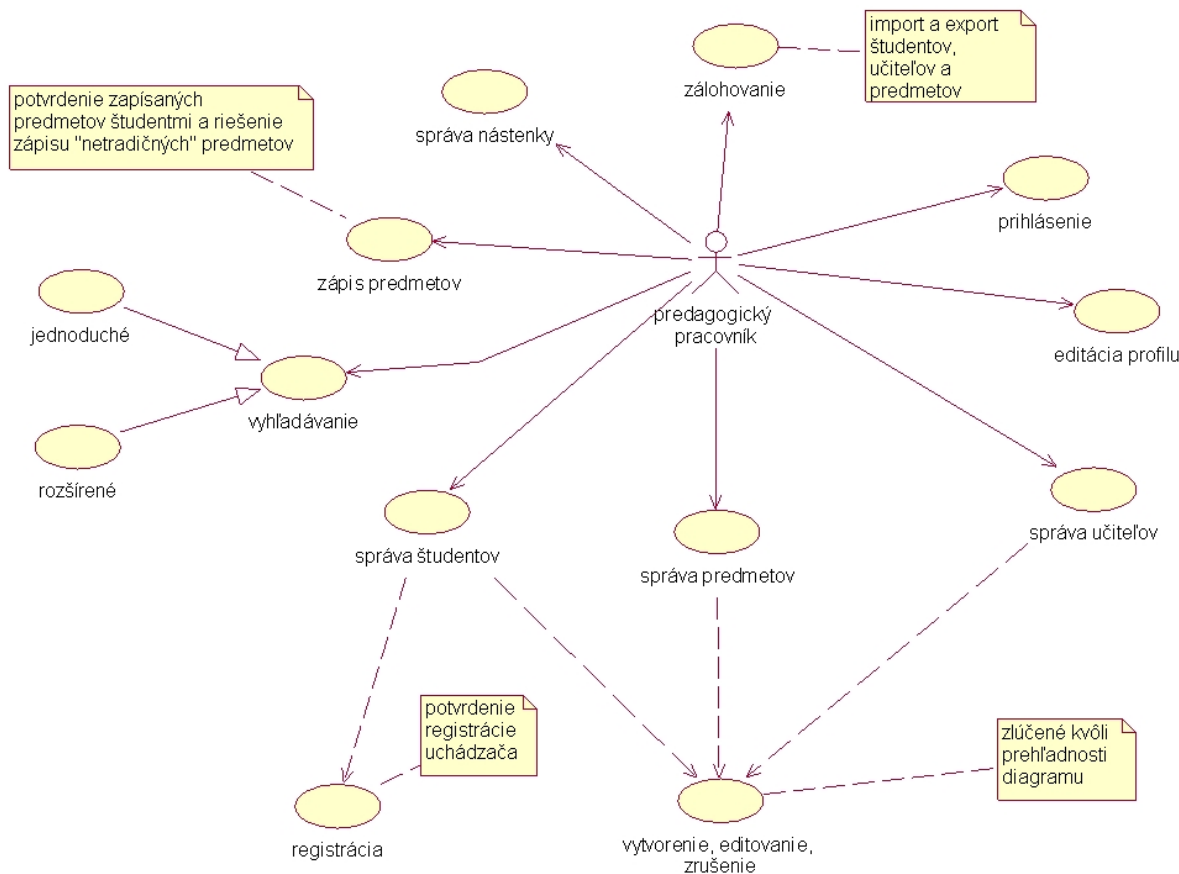 import a export
študentov,
učiteľov a
predmetov
zálohovanie
potvrdenie zapísaných
predmetov študentmi a riešenie
zápisu "netradičných" predmetov
správa nástenky
prihlásenie
zápis predmetov
jednoduché
predagogický
pracovník
editácia profilu
vyhľadávanie
rozšírené
správa študentov
správa predmetov
správa učiteľov
potvrdenie
registrácie
uchádzača
zlúčené kvôli
prehľadnosti
diagramu
registrácia
vytvorenie, editovanie,
zrušenie